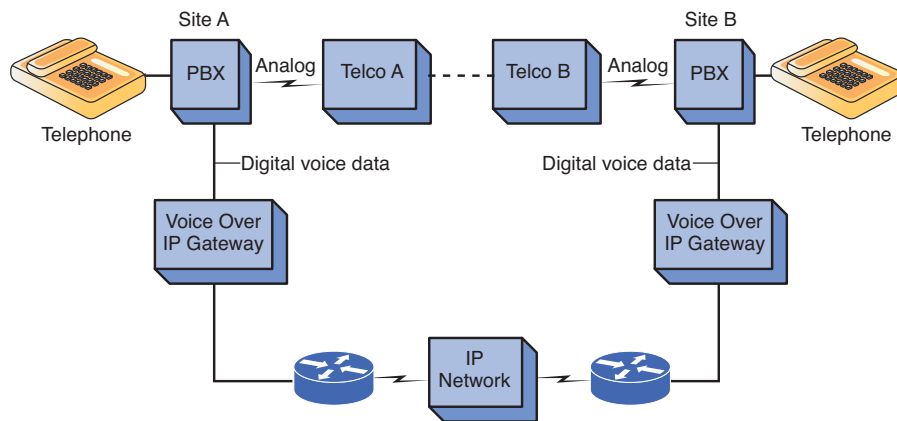 Site A
Site B
PBX
Analog
Telco A
Telco B
Analog
PBX
Telephone
Telephone
Digital voice data
Digital voice data
Voice Over
IP Gateway
Voice Over
IP Gateway
IP
Network